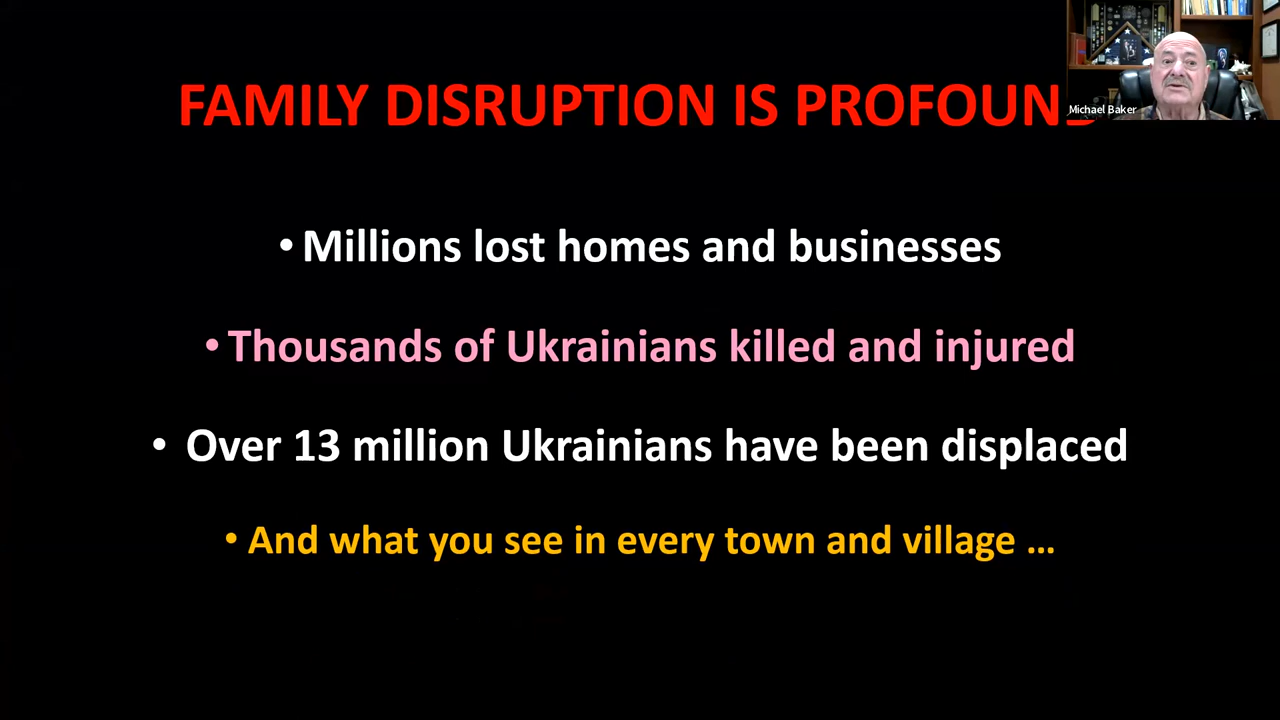 FAMILY DISRUPTION IS PROFOUND
Michael Baker
• Millions lost homes and businesses
• Thousands of Ukrainians killed and injured
• Over 13 million Ukrainians have been displaced
• And what you see in every town and village ...